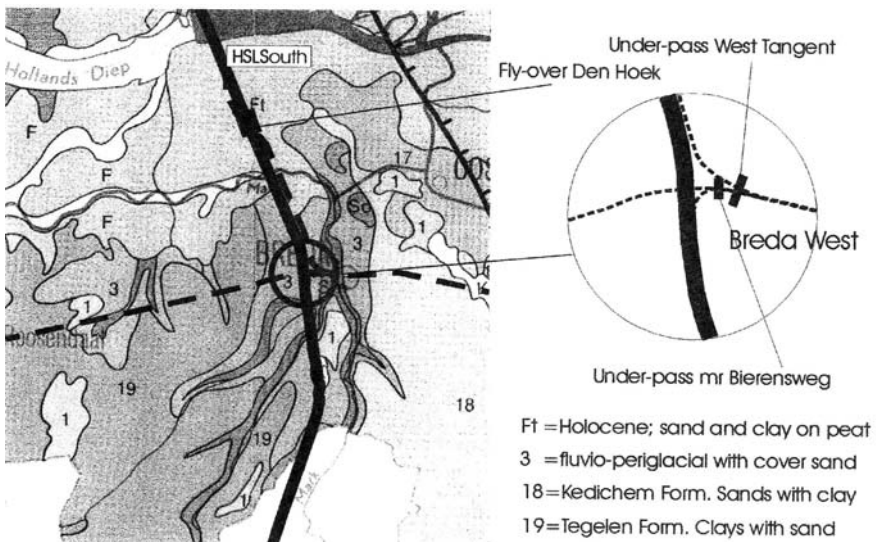 HSLSouth
Hollands Diep
Ft
F
F
F
17
1
3
1
3
1
3
1
18
19
1
1
19
1
Mark
Under-pass West Tangent
Fly-over Den Hoek
Breda West
Under-pass mr Bierensweg
Ft =Holocene; sand and clay on peat
3 =fluvio-periglacial with cover sand
18=Kedichem Form. Sands with clay
19=Tegelen Form. Clays with sand